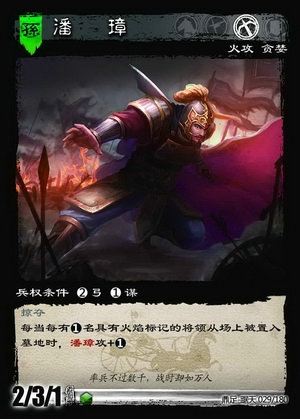 孫 潘 璋
火攻 贪婪
兵权条件 2 弓 1 谋
掠夺
每当每有1名具有火焰标记的将领从场上被置入
墓地时，潘璋攻+1
率兵不过数千，战时却如万人
2/3/1
029/180